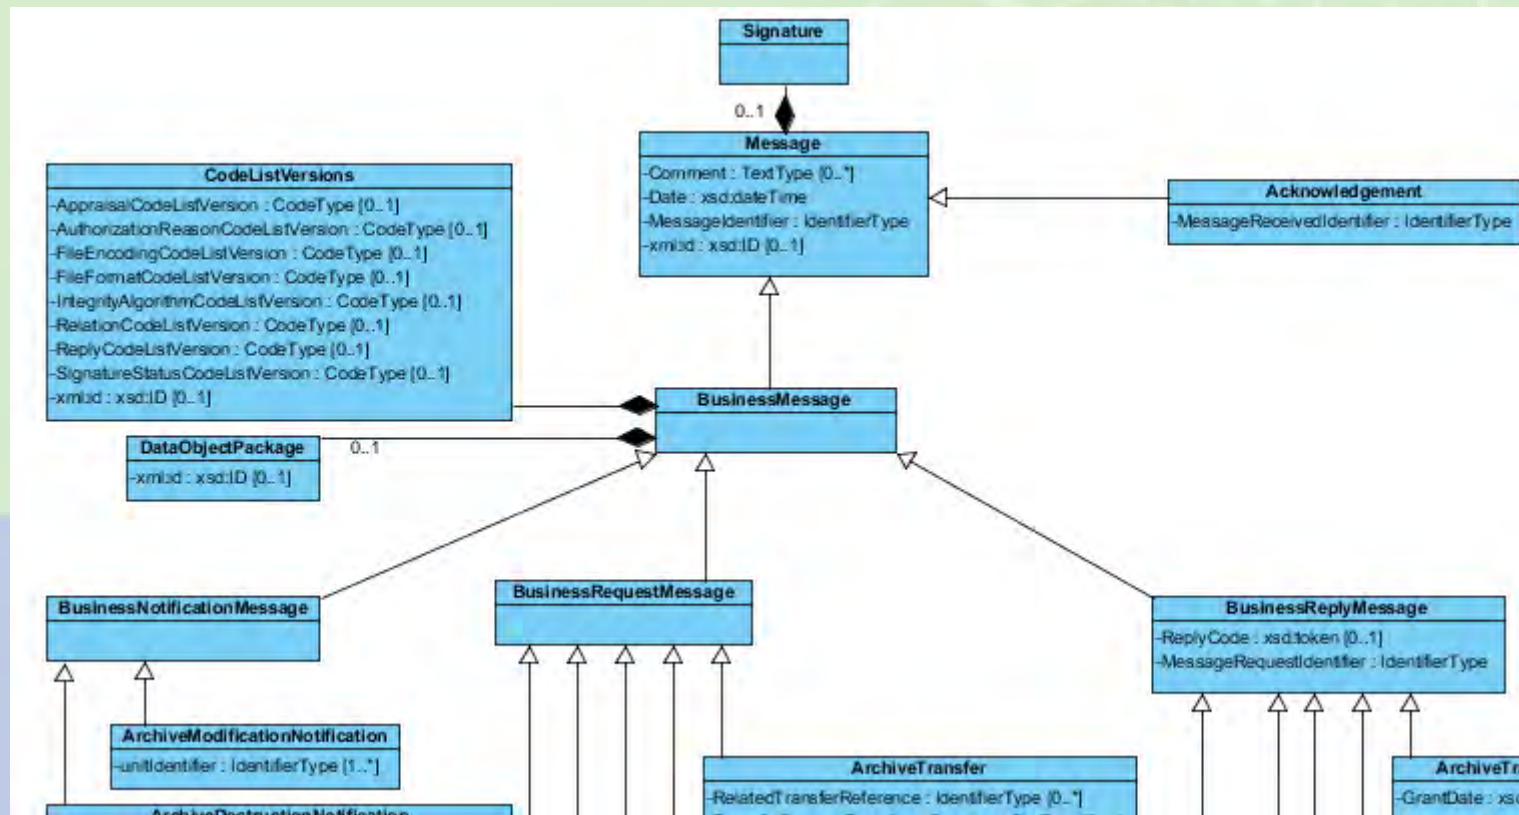 Signature
0..1
Message
-Comment : TextType [0..*]
-Date : xsd:dateTime
-MessageIdentifier : IdentifierType
-xml:id : xsd:ID [0..1]
CodeListVersions
-AppraisalCodeListVersion : CodeType [0..1]
-AuthorizationReasonCodeListVersion : CodeType [0..1]
-FileEncodingCodeListVersion : CodeType [0..1]
-FileFormatCodeListVersion : CodeType [0..1]
-IntegrityAlgorithmCodeListVersion : CodeType [0..1]
-RelationCodeListVersion : CodeType [0..1]
-ReplyCodeListVersion : CodeType [0..1]
-SignatureStatusCodeListVersion : CodeType [0..1]
-xml:id : xsd:ID [0..1]
Acknowledgement
-MessageReceivedIdentifier : IdentifierType
BusinessMessage
DataObjectPackage
-xml:id : xsd:ID [0..1]
0..1
BusinessNotificationMessage
BusinessRequestMessage
BusinessReplyMessage
-ReplyCode : xsd:token [0..1]
-MessageRequestIdentifier : IdentifierType
ArchiveModificationNotification
-unitIdentifier : IdentifierType [1..*]
ArchiveDestructionNotification
ArchiveTransfer
-RelatedTransferReference : IdentifierType [0..*]
ArchiveTr
-GrantDate : xsd